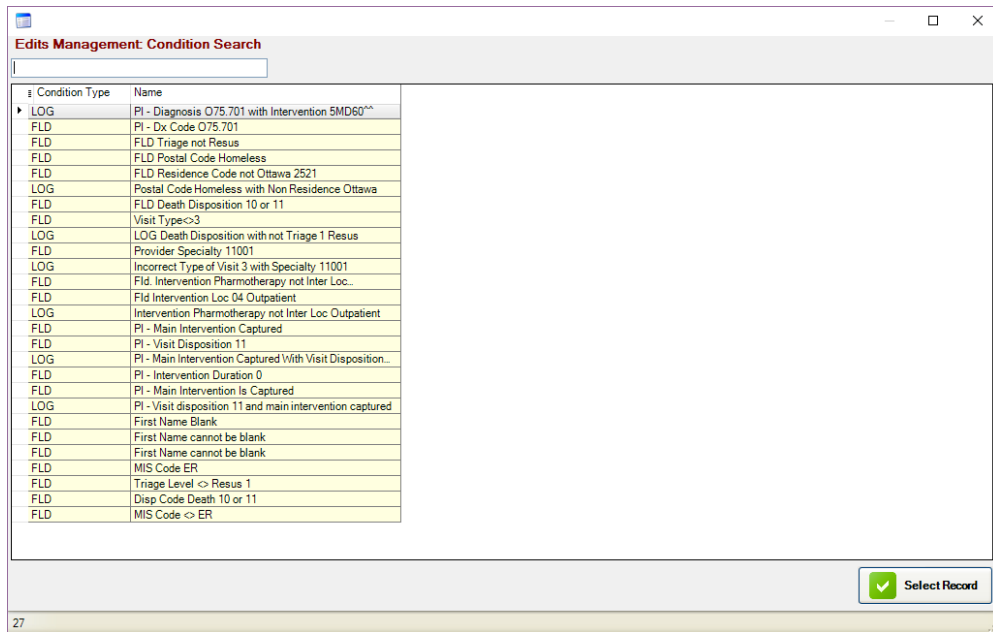 Edits Management: Condition Search
Condition Type Name
LOG PI - Diagnosis O75.701 with Intervention 5MD60^^
FLD PI - Dx Code O75.701
FLD FLD Triage not Resus
FLD FLD Postal Code Homeless
FLD FLD Residence Code not Ottawa 2521
LOG Postal Code Homeless with Non Residence Ottawa
FLD FLD Death Disposition 10 or 11
FLD Visit Type<>3
LOG LOG Death Disposition with not Triage 1 Resus
FLD Provider Specialty 11001
LOG Incorrect Type of Visit 3 with Specialty 11001
FLD Fld. Intervention Pharmotherapy not Inter Loc...
FLD Fld Intervention Loc 04 Outpatient
LOG Intervention Pharmotherapy not Inter Loc Outpatient
FLD PI - Main Intervention Captured
FLD PI - Visit Disposition 11
LOG PI - Main Intervention Captured With Visit Disposition...
FLD PI - Intervention Duration 0
FLD PI - Main Intervention Is Captured
LOG PI - Visit disposition 11 and main intervention captured
FLD First Name Blank
FLD First Name cannot be blank
FLD First Name cannot be blank
FLD MIS Code ER
FLD Triage Level <> Resus 1
FLD Disp Code Death 10 or 11
FLD MIS Code <> ER
Select Record
27